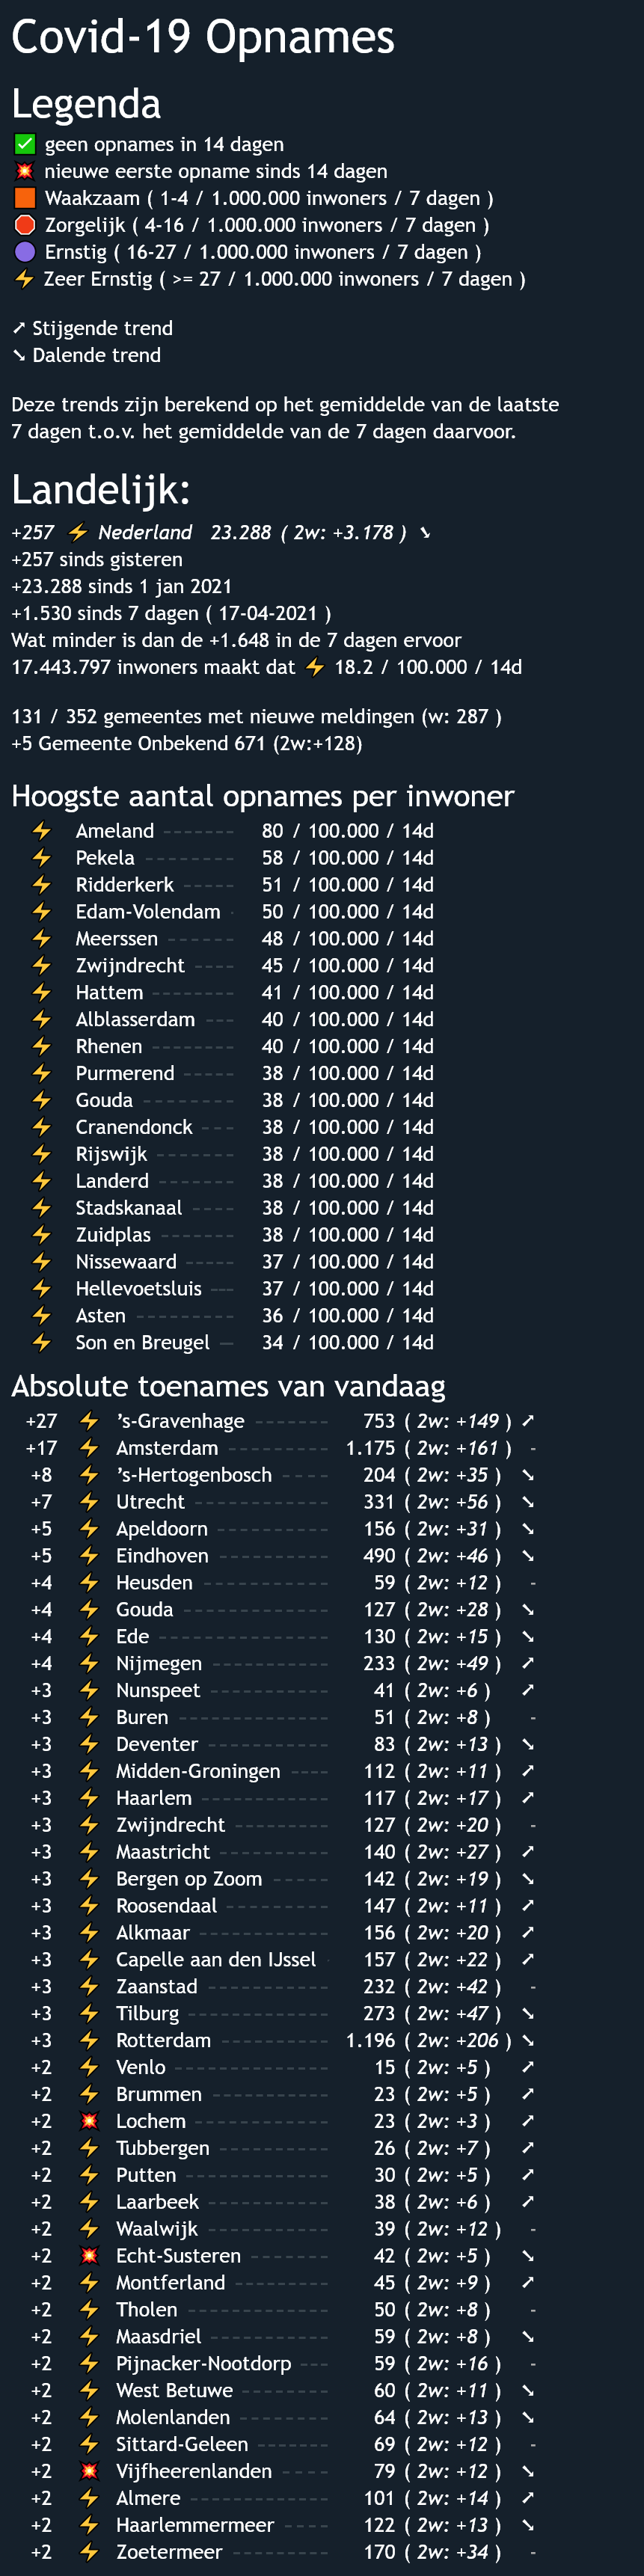 Covid-19 Opnames
Legenda
✅ geen opnames in 14 dagen
💥 nieuwe eerste opname sinds 14 dagen
🟧 Waakzaam ( 1-4 / 1.000.000 inwoners / 7 dagen )
🛑 Zorgelijk ( 4-16 / 1.000.000 inwoners / 7 dagen )
🟣 Ernstig ( 16-27 / 1.000.000 inwoners / 7 dagen )
⚡ Zeer Ernstig ( >= 27 / 1.000.000 inwoners / 7 dagen )
➚ Stijgende trend
➘ Dalende trend
Deze trends zijn berekend op het gemiddelde van de laatste
7 dagen t.o.v. het gemiddelde van de 7 dagen daarvoor.
Landelijk:
+257 ⚡ Nederland 23.288 ( 2w: +3.178 ) ➘
+257 sinds gisteren
+23.288 sinds 1 jan 2021
+1.530 sinds 7 dagen ( 17-04-2021 )
Wat minder is dan de +1.648 in de 7 dagen ervoor
17.443.797 inwoners maakt dat ⚡ 18.2 / 100.000 / 14d
131 / 352 gemeentes met nieuwe meldingen (w: 287 )
+5 Gemeente Onbekend 671 (2w:+128)
Hoogste aantal opnames per inwoner
⚡ Ameland ------- 80 / 100.000 / 14d
⚡ Pekela --------- 58 / 100.000 / 14d
⚡ Ridderkerk ----- 51 / 100.000 / 14d
⚡ Edam-Volendam - 50 / 100.000 / 14d
⚡ Meerssen ------- 48 / 100.000 / 14d
⚡ Zwijndrecht ---- 45 / 100.000 / 14d
⚡ Hattem -------- 41 / 100.000 / 14d
⚡ Alblasserdam --- 40 / 100.000 / 14d
⚡ Rhenen -------- 40 / 100.000 / 14d
⚡ Purmerend ----- 38 / 100.000 / 14d
⚡ Gouda --------- 38 / 100.000 / 14d
⚡ Cranendonck --- 38 / 100.000 / 14d
⚡ Rijswijk -------- 38 / 100.000 / 14d
⚡ Landerd ------- 38 / 100.000 / 14d
⚡ Stadskanaal ---- 38 / 100.000 / 14d
⚡ Zuidplas ------- 38 / 100.000 / 14d
⚡ Nissewaard ----- 37 / 100.000 / 14d
⚡ Hellevoetsluis --- 37 / 100.000 / 14d
⚡ Asten --------- 36 / 100.000 / 14d
⚡ Son en Breugel -- 34 / 100.000 / 14d
Absolute toenames van vandaag
+27 ⚡ ’s-Gravenhage ------- 753 ( 2w: +149 ) ➚
+17 ⚡ Amsterdam ---------- 1.175 ( 2w: +161 ) -
+8 ⚡ ’s-Hertogenbosch ---- 204 ( 2w: +35 ) ➘
+7 ⚡ Utrecht ------------ 331 ( 2w: +56 ) ➘
+5 ⚡ Apeldoorn ---------- 156 ( 2w: +31 ) ➘
+5 ⚡ Eindhoven ---------- 490 ( 2w: +46 ) ➘
+4 ⚡ Heusden ----------- 59 ( 2w: +12 ) -
+4 ⚡ Gouda ------------- 127 ( 2w: +28 ) ➘
+4 ⚡ Ede --------------- 130 ( 2w: +15 ) ➘
+4 ⚡ Nijmegen ---------- 233 ( 2w: +49 ) ➚
+3 ⚡ Nunspeet ---------- 41 ( 2w: +6 ) ➚
+3 ⚡ Buren ------------- 51 ( 2w: +8 ) -
+3 ⚡ Deventer ----------- 83 ( 2w: +13 ) ➘
+3 ⚡ Midden-Groningen ---- 112 ( 2w: +11 ) ➚
+3 ⚡ Haarlem ----------- 117 ( 2w: +17 ) ➚
+3 ⚡ Zwijndrecht --------- 127 ( 2w: +20 ) -
+3 ⚡ Maastricht ---------- 140 ( 2w: +27 ) ➚
+3 ⚡ Bergen op Zoom ------ 142 ( 2w: +19 ) ➘
+3 ⚡ Roosendaal --------- 147 ( 2w: +11 ) ➚
+3 ⚡ Alkmaar ----------- 156 ( 2w: +20 ) ➚
+3 ⚡ Capelle aan den IJssel - 157 ( 2w: +22 ) ➚
+3 ⚡ Zaanstad ----------- 232 ( 2w: +42 ) -
+3 ⚡ Tilburg ------------ 273 ( 2w: +47 ) ➘
+3 ⚡ Rotterdam ---------- 1.196 ( 2w: +206 ) ➘
+2 ⚡ Venlo ------------- 15 ( 2w: +5 ) ➚
+2 ⚡ Brummen ---------- 23 ( 2w: +5 ) ➚
+2 💥 Lochem ----------- 23 ( 2w: +3 ) ➚
+2 ⚡ Tubbergen --------- 26 ( 2w: +7 ) ➚
+2 ⚡ Putten ------------ 30 ( 2w: +5 ) ➚
+2 ⚡ Laarbeek ---------- 38 ( 2w: +6 ) ➚
+2 ⚡ Waalwijk ---------- 39 ( 2w: +12 ) -
+2 💥 Echt-Susteren ------- 42 ( 2w: +5 ) ➘
+2 ⚡ Montferland -------- 45 ( 2w: +9 ) ➚
+2 ⚡ Tholen ------------ 50 ( 2w: +8 ) -
+2 ⚡ Maasdriel ---------- 59 ( 2w: +8 ) ➘
+2 ⚡ Pijnacker-Nootdorp --- 59 ( 2w: +16 ) -
+2 ⚡ West Betuwe -------- 60 ( 2w: +11 ) ➘
+2 ⚡ Molenlanden -------- 64 ( 2w: +13 ) ➘
+2 ⚡ Sittard-Geleen ------- 69 ( 2w: +12 ) -
+2 💥 Vijfheerenlanden ---- 79 ( 2w: +12 ) ➘
+2 ⚡ Almere ------------ 101 ( 2w: +14 ) ➚
+2 ⚡ Haarlemmermeer ---- 122 ( 2w: +13 ) ➘
+2 ⚡ Zoetermeer --------- 170 ( 2w: +34 ) -